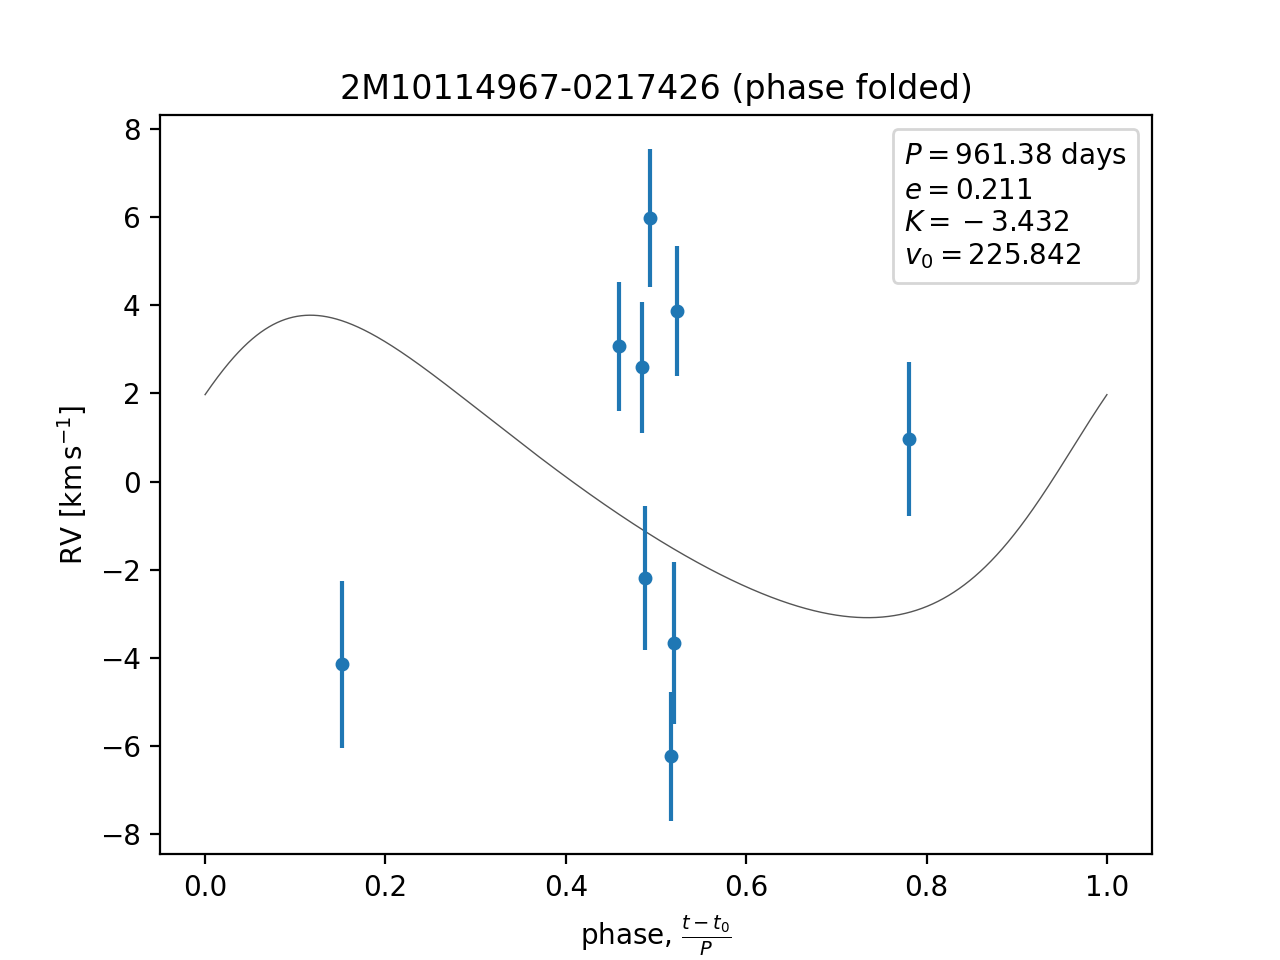 2M10114967-0217426 (phase folded)
P = 961.38 days
e = 0.211
K = −3.432
v₀ = 225.842
8
6
4
2
0
−2
−4
−6
−8
RV [km s⁻¹]
0.0 0.2 0.4 0.6 0.8 1.0
phase, (t − t₀)/P